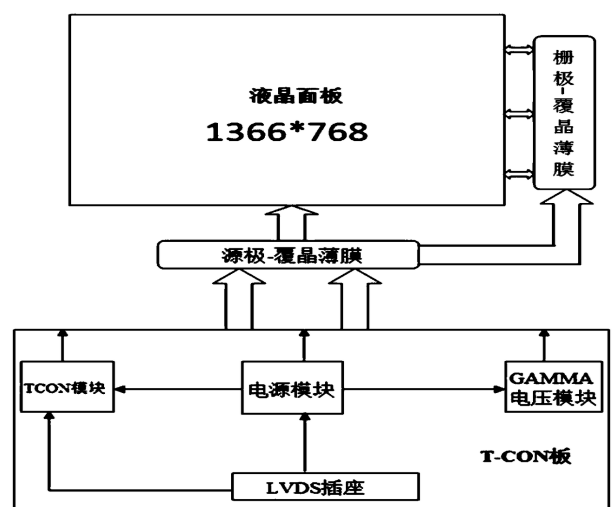 液晶面板
1366*768
栅极-覆晶薄膜
源极-覆晶薄膜
TCON模块
电源模块
GAMMA
电压模块
T-CON板
LVDS插座